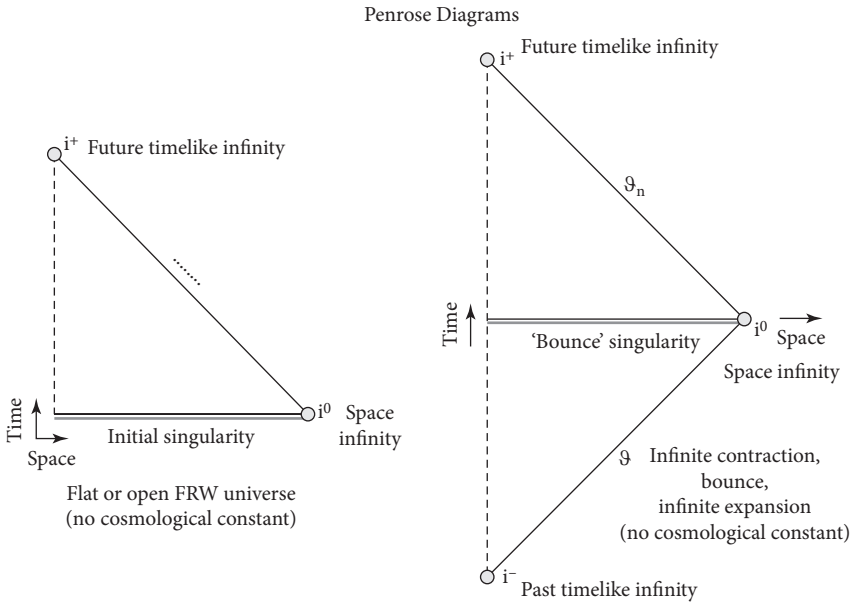 Penrose Diagrams
i⁺ Future timelike infinity
Time
Space
Initial singularity
i⁰ Space
infinity
Flat or open FRW universe
(no cosmological constant)
i⁺ Future timelike infinity
ϑn
Time
'Bounce' singularity
i⁰
Space
Space infinity
ϑ Infinite contraction,
bounce,
infinite expansion
(no cosmological constant)
i⁻ Past timelike infinity